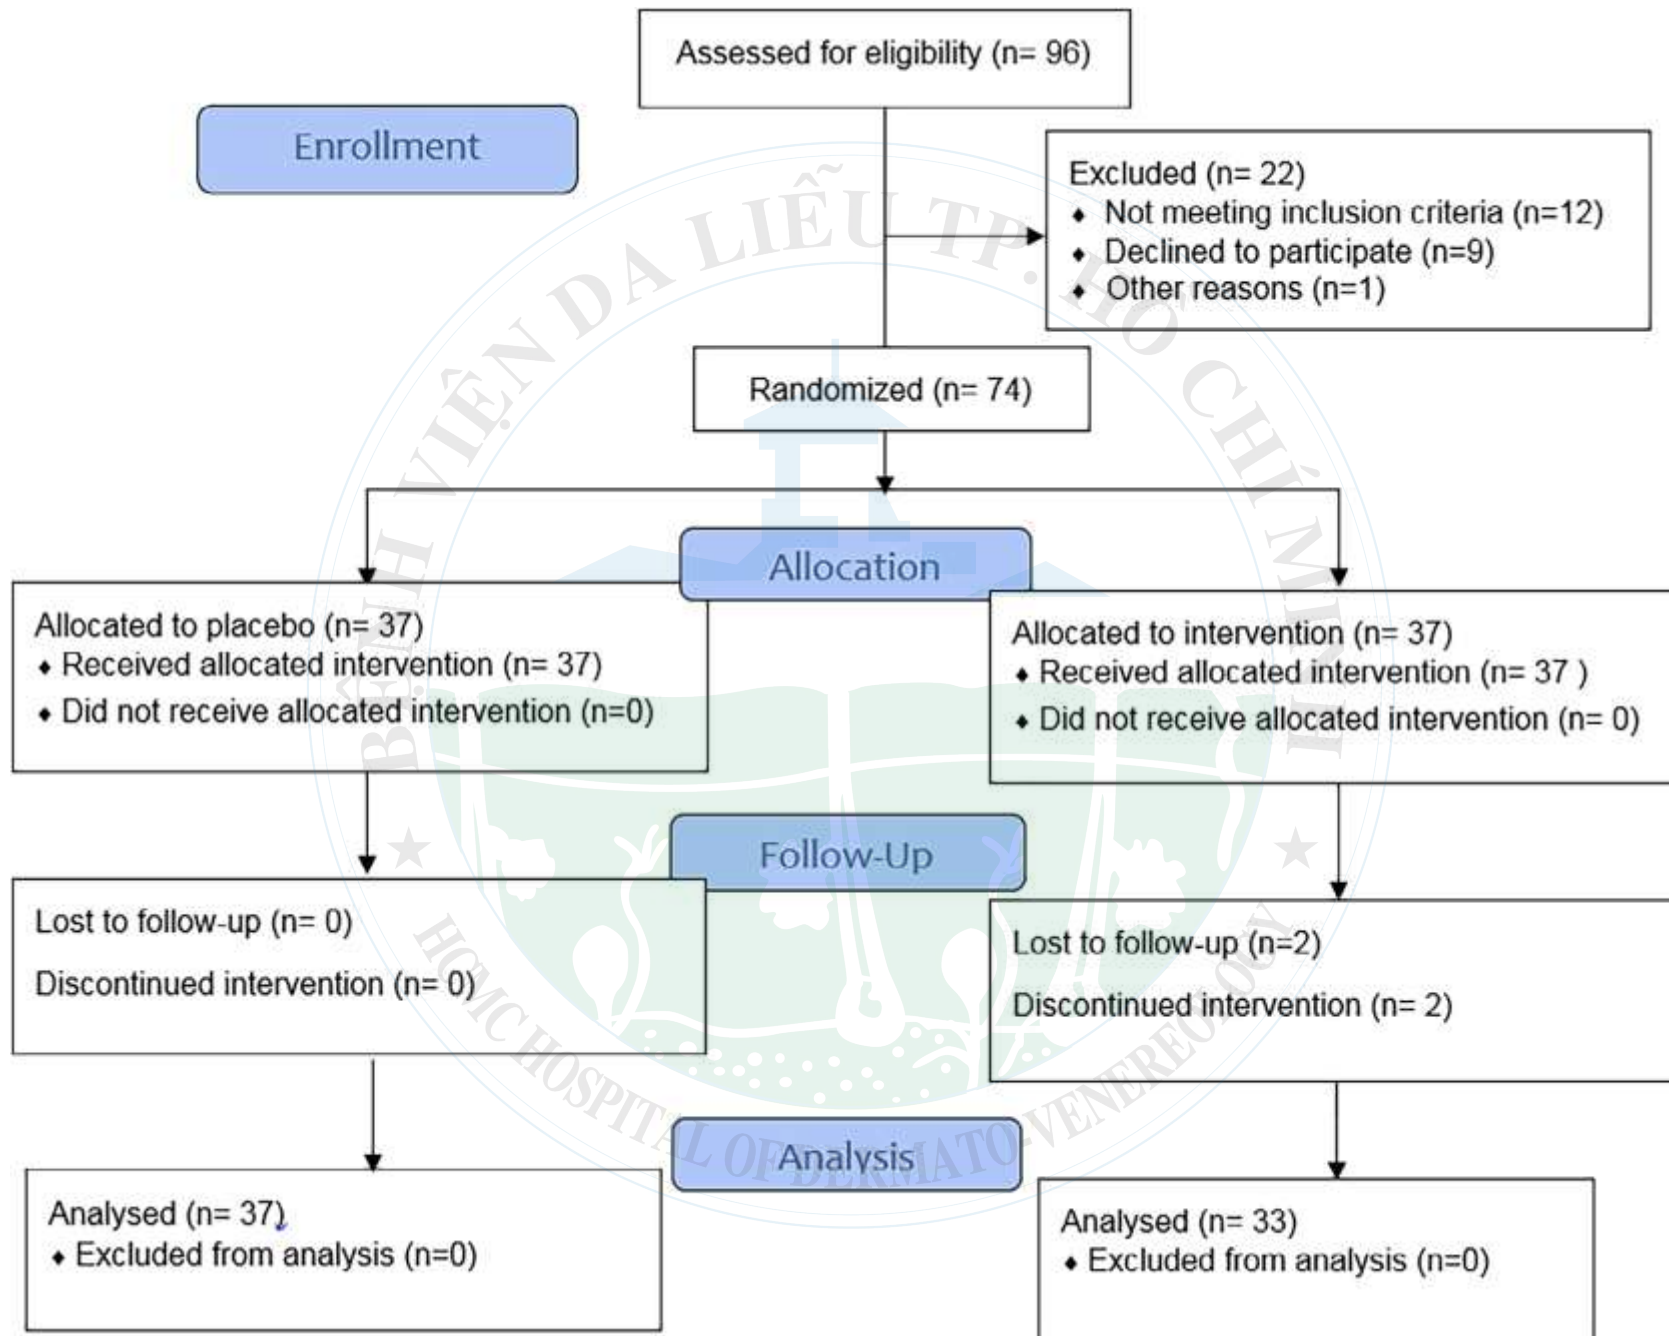 Assessed for eligibility (n= 96)
Enrollment
Excluded (n= 22)
♦ Not meeting inclusion criteria (n=12)
♦ Declined to participate (n=9)
♦ Other reasons (n=1)
Randomized (n= 74)
Allocation
Allocated to placebo (n= 37)
♦ Received allocated intervention (n= 37)
♦ Did not receive allocated intervention (n=0)
Allocated to intervention (n= 37)
♦ Received allocated intervention (n= 37 )
♦ Did not receive allocated intervention (n= 0)
Follow-Up
Lost to follow-up (n= 0)
Discontinued intervention (n= 0)
Lost to follow-up (n=2)
Discontinued intervention (n= 2)
Analysis
Analysed (n= 37)
♦ Excluded from analysis (n=0)
Analysed (n= 33)
♦ Excluded from analysis (n=0)
BỆNH VIỆN DA LIỄU TP. HỒ CHÍ MINH
HCMC HOSPITAL OF DERMATO-VENEREOLOGY